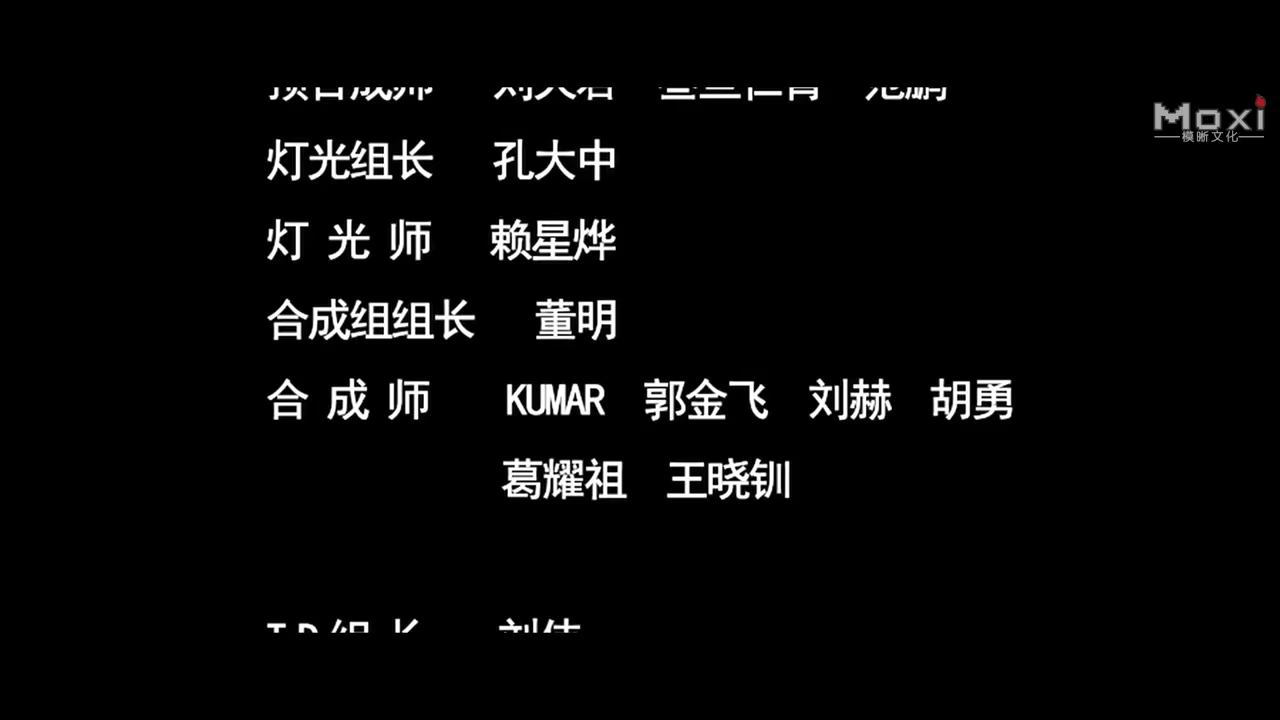 Moxi
模晰文化
灯光组长 孔大中
灯 光 师 赖星烨
合成组组长 董明
合 成 师 KUMAR 郭金飞 刘赫 胡勇
葛耀祖 王晓钏